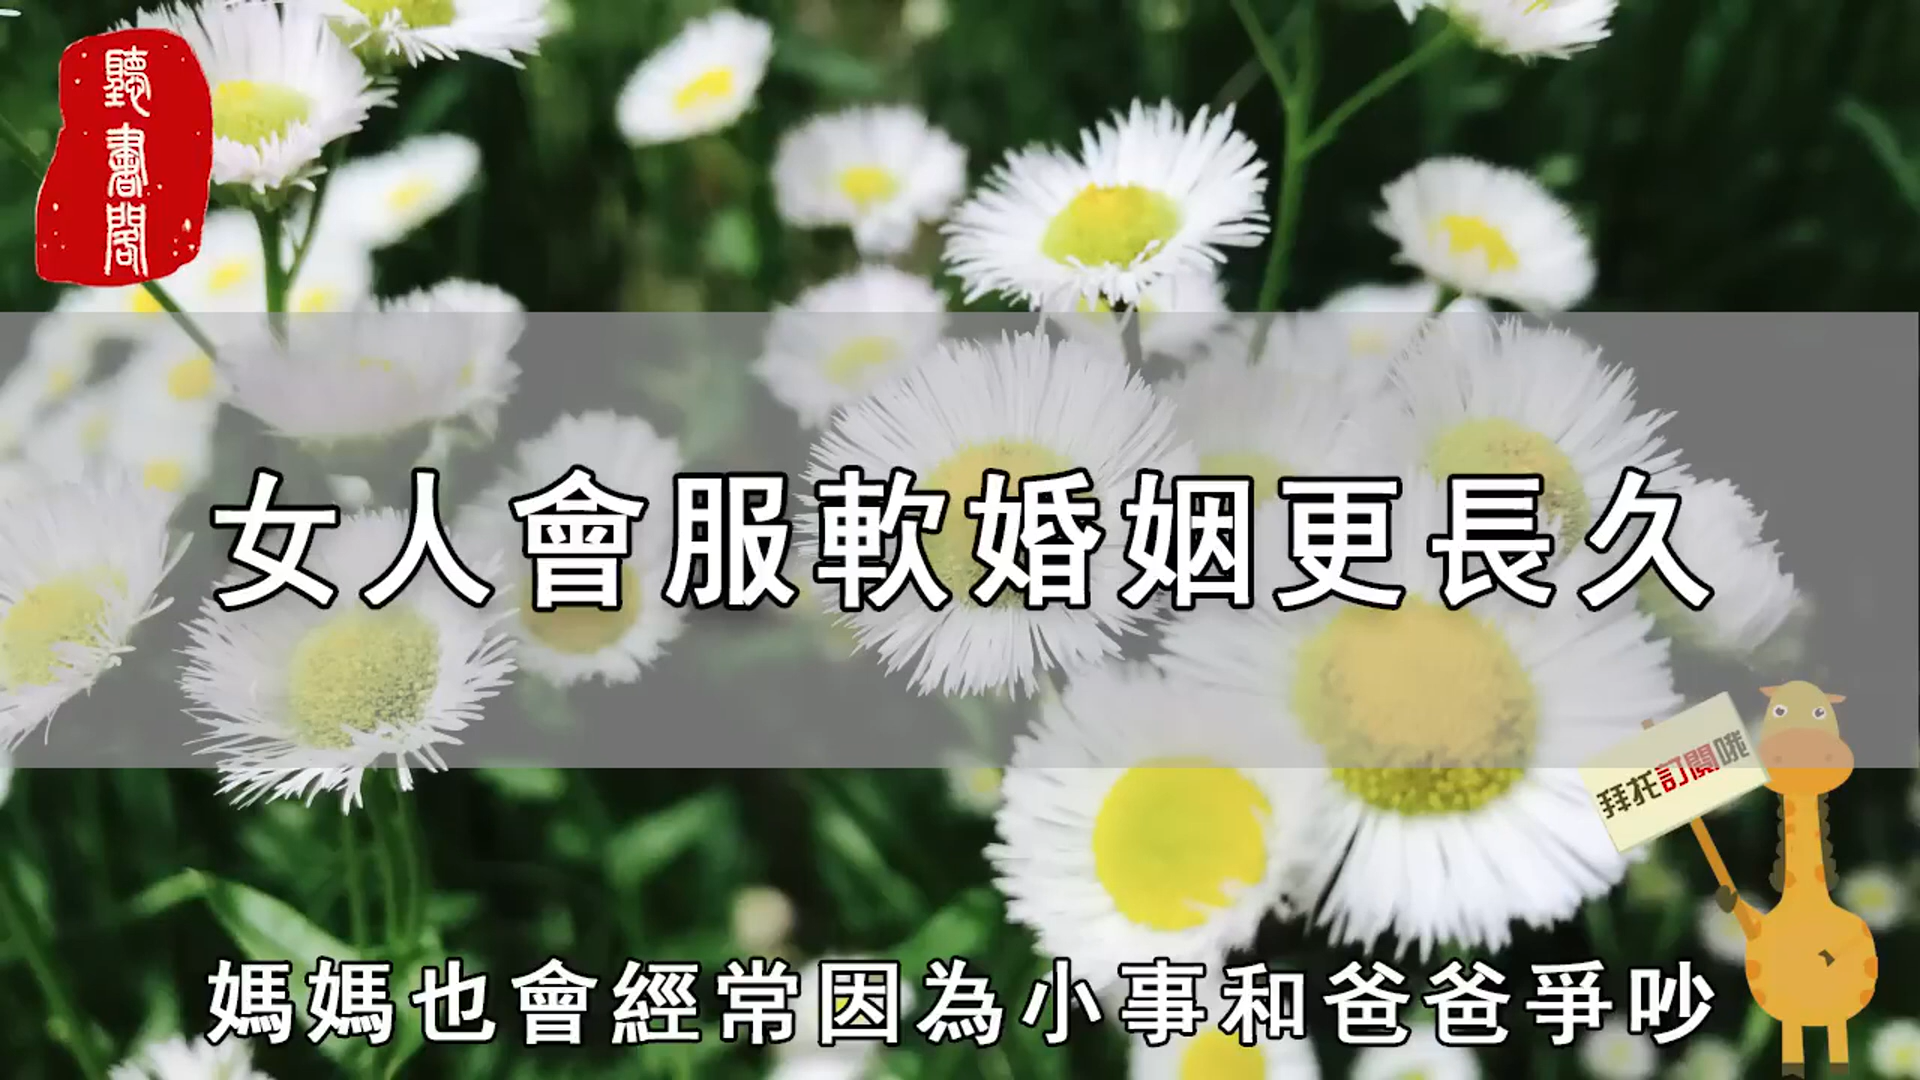 聽書閣
女人會服軟婚姻更長久
拜托訂閱哦
媽媽也會經常因為小事和爸爸爭吵